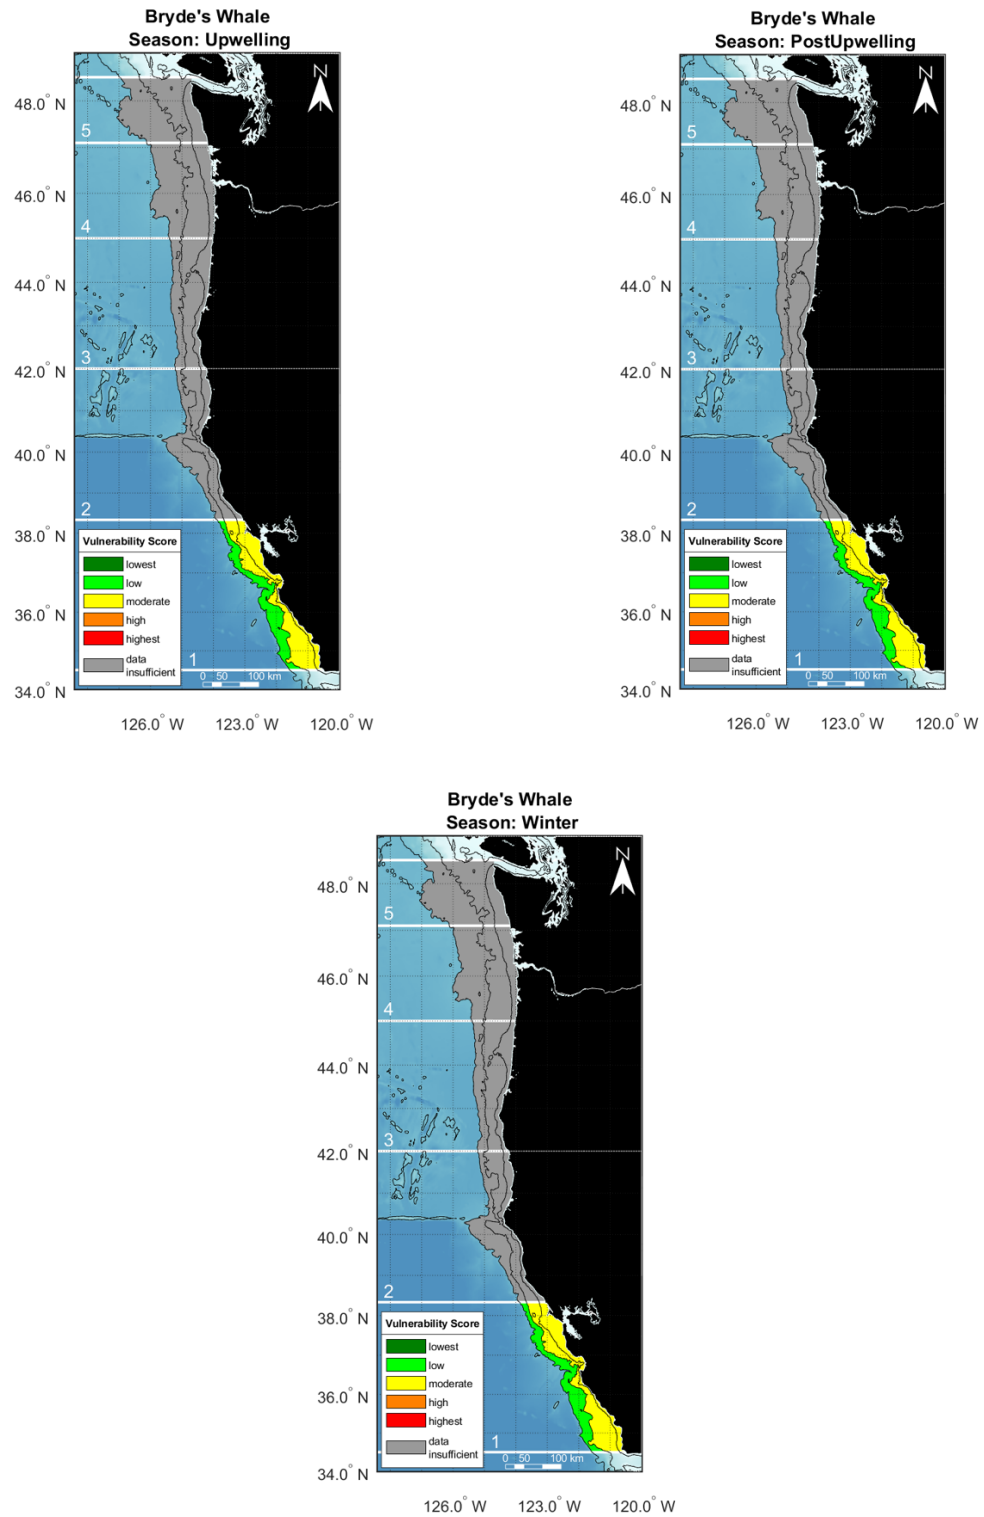 Bryde's Whale
Season: Upwelling
N
48.0° N
5
46.0° N
4
44.0° N
3
42.0° N
40.0° N
2
38.0° N
Vulnerability Score
lowest
low
moderate
36.0° N
high
highest
data
insufficient
1
0 50 100 km
34.0° N
126.0° W 123.0° W 120.0° W
Bryde's Whale
Season: PostUpwelling
N
48.0° N
5
46.0° N
4
44.0° N
3
42.0° N
40.0° N
2
38.0° N
Vulnerability Score
lowest
low
moderate
36.0° N
high
highest
data
insufficient
1
0 50 100 km
34.0° N
126.0° W 123.0° W 120.0° W
Bryde's Whale
Season: Winter
N
48.0° N
5
46.0° N
4
44.0° N
3
42.0° N
40.0° N
2
38.0° N
Vulnerability Score
lowest
low
moderate
36.0° N
high
highest
data
insufficient
1
0 50 100 km
34.0° N
126.0° W 123.0° W 120.0° W